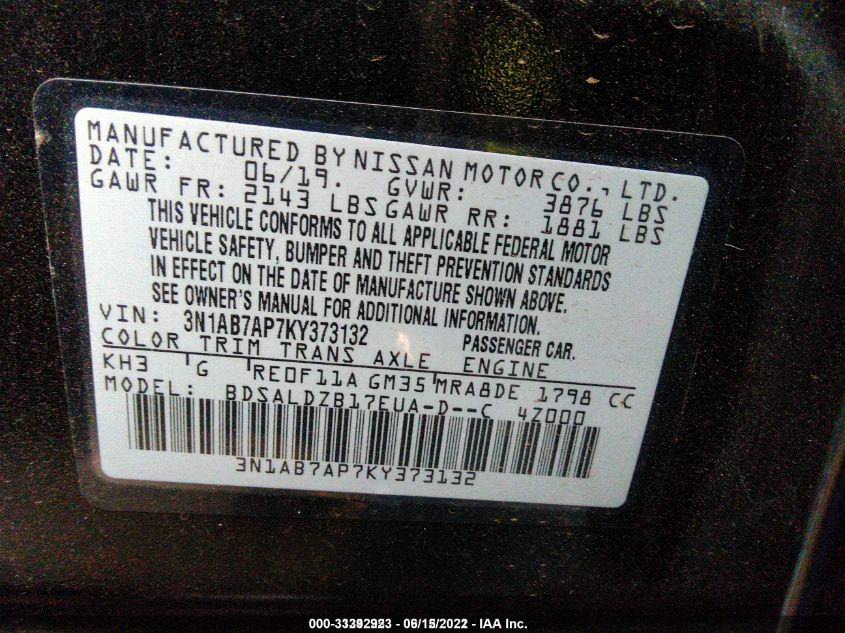 MANUFACTURED BY NISSAN MOTOR CO., LTD.
DATE: 06/19. GVWR: 3876 LBS
GAWR FR: 2143 LBS GAWR RR: 1881 LBS
THIS VEHICLE CONFORMS TO ALL APPLICABLE FEDERAL MOTOR
VEHICLE SAFETY, BUMPER AND THEFT PREVENTION STANDARDS
IN EFFECT ON THE DATE OF MANUFACTURE SHOWN ABOVE.
SEE OWNER'S MANUAL FOR ADDITIONAL INFORMATION.
VIN: 3N1AB7AP7KY373132 PASSENGER CAR.
COLOR TRIM TRANS AXLE ENGINE
KH3 G RE0F11A GM35 MRA8DE 1798 CC
MODEL: BDSALDZB17EUA-D--C 4Z000
3N1AB7AP7KY373132
06/15/2022 - IAA Inc.